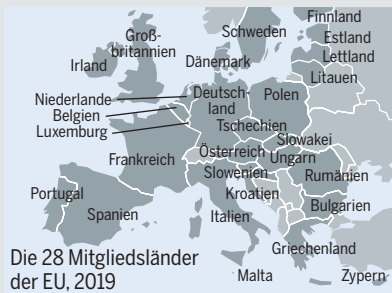 Finnland
Schweden
Groß-
britannien
Estland
Lettland
Irland
Dänemark
Litauen
Niederlande
Deutsch-
land
Polen
Belgien
Luxemburg
Tschechien
Slowakei
Frankreich
Österreich
Ungarn
Slowenien
Rumänien
Kroatien
Portugal
Spanien
Bulgarien
Italien
Griechenland
Die 28 Mitgliedsländer
der EU, 2019
Malta
Zypern